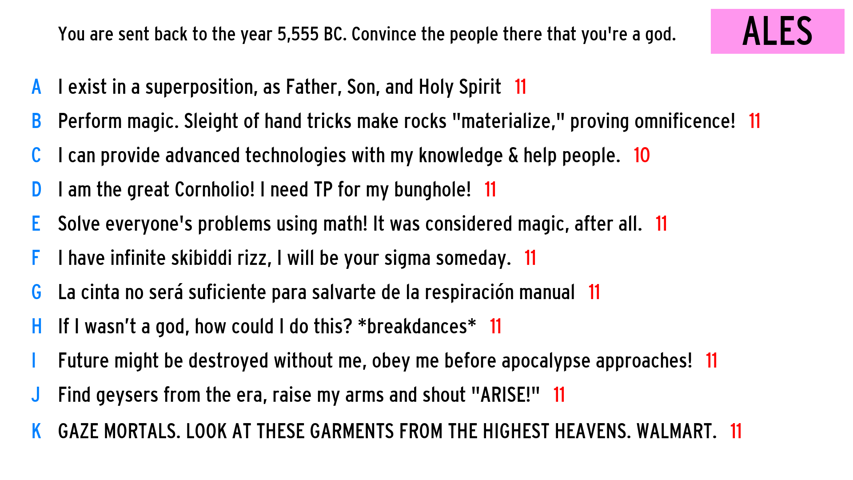 You are sent back to the year 5,555 BC. Convince the people there that you're a god.
ALES
A I exist in a superposition, as Father, Son, and Holy Spirit 11
B Perform magic. Sleight of hand tricks make rocks "materialize," proving omnificence! 11
C I can provide advanced technologies with my knowledge & help people. 10
D I am the great Cornholio! I need TP for my bunghole! 11
E Solve everyone's problems using math! It was considered magic, after all. 11
F I have infinite skibiddi rizz, I will be your sigma someday. 11
G La cinta no será suficiente para salvarte de la respiración manual 11
H If I wasn’t a god, how could I do this? *breakdances* 11
I Future might be destroyed without me, obey me before apocalypse approaches! 11
J Find geysers from the era, raise my arms and shout "ARISE!" 11
K GAZE MORTALS. LOOK AT THESE GARMENTS FROM THE HIGHEST HEAVENS. WALMART. 11